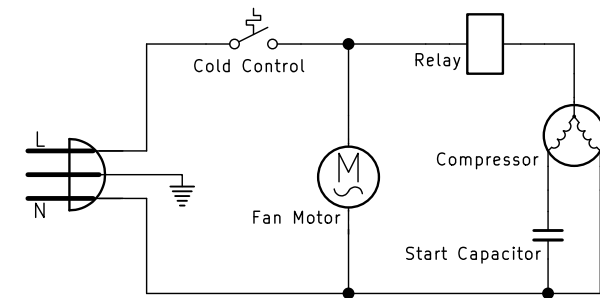 Cold Control
Relay
L
N
M
Compressor
Fan Motor
Start Capacitor